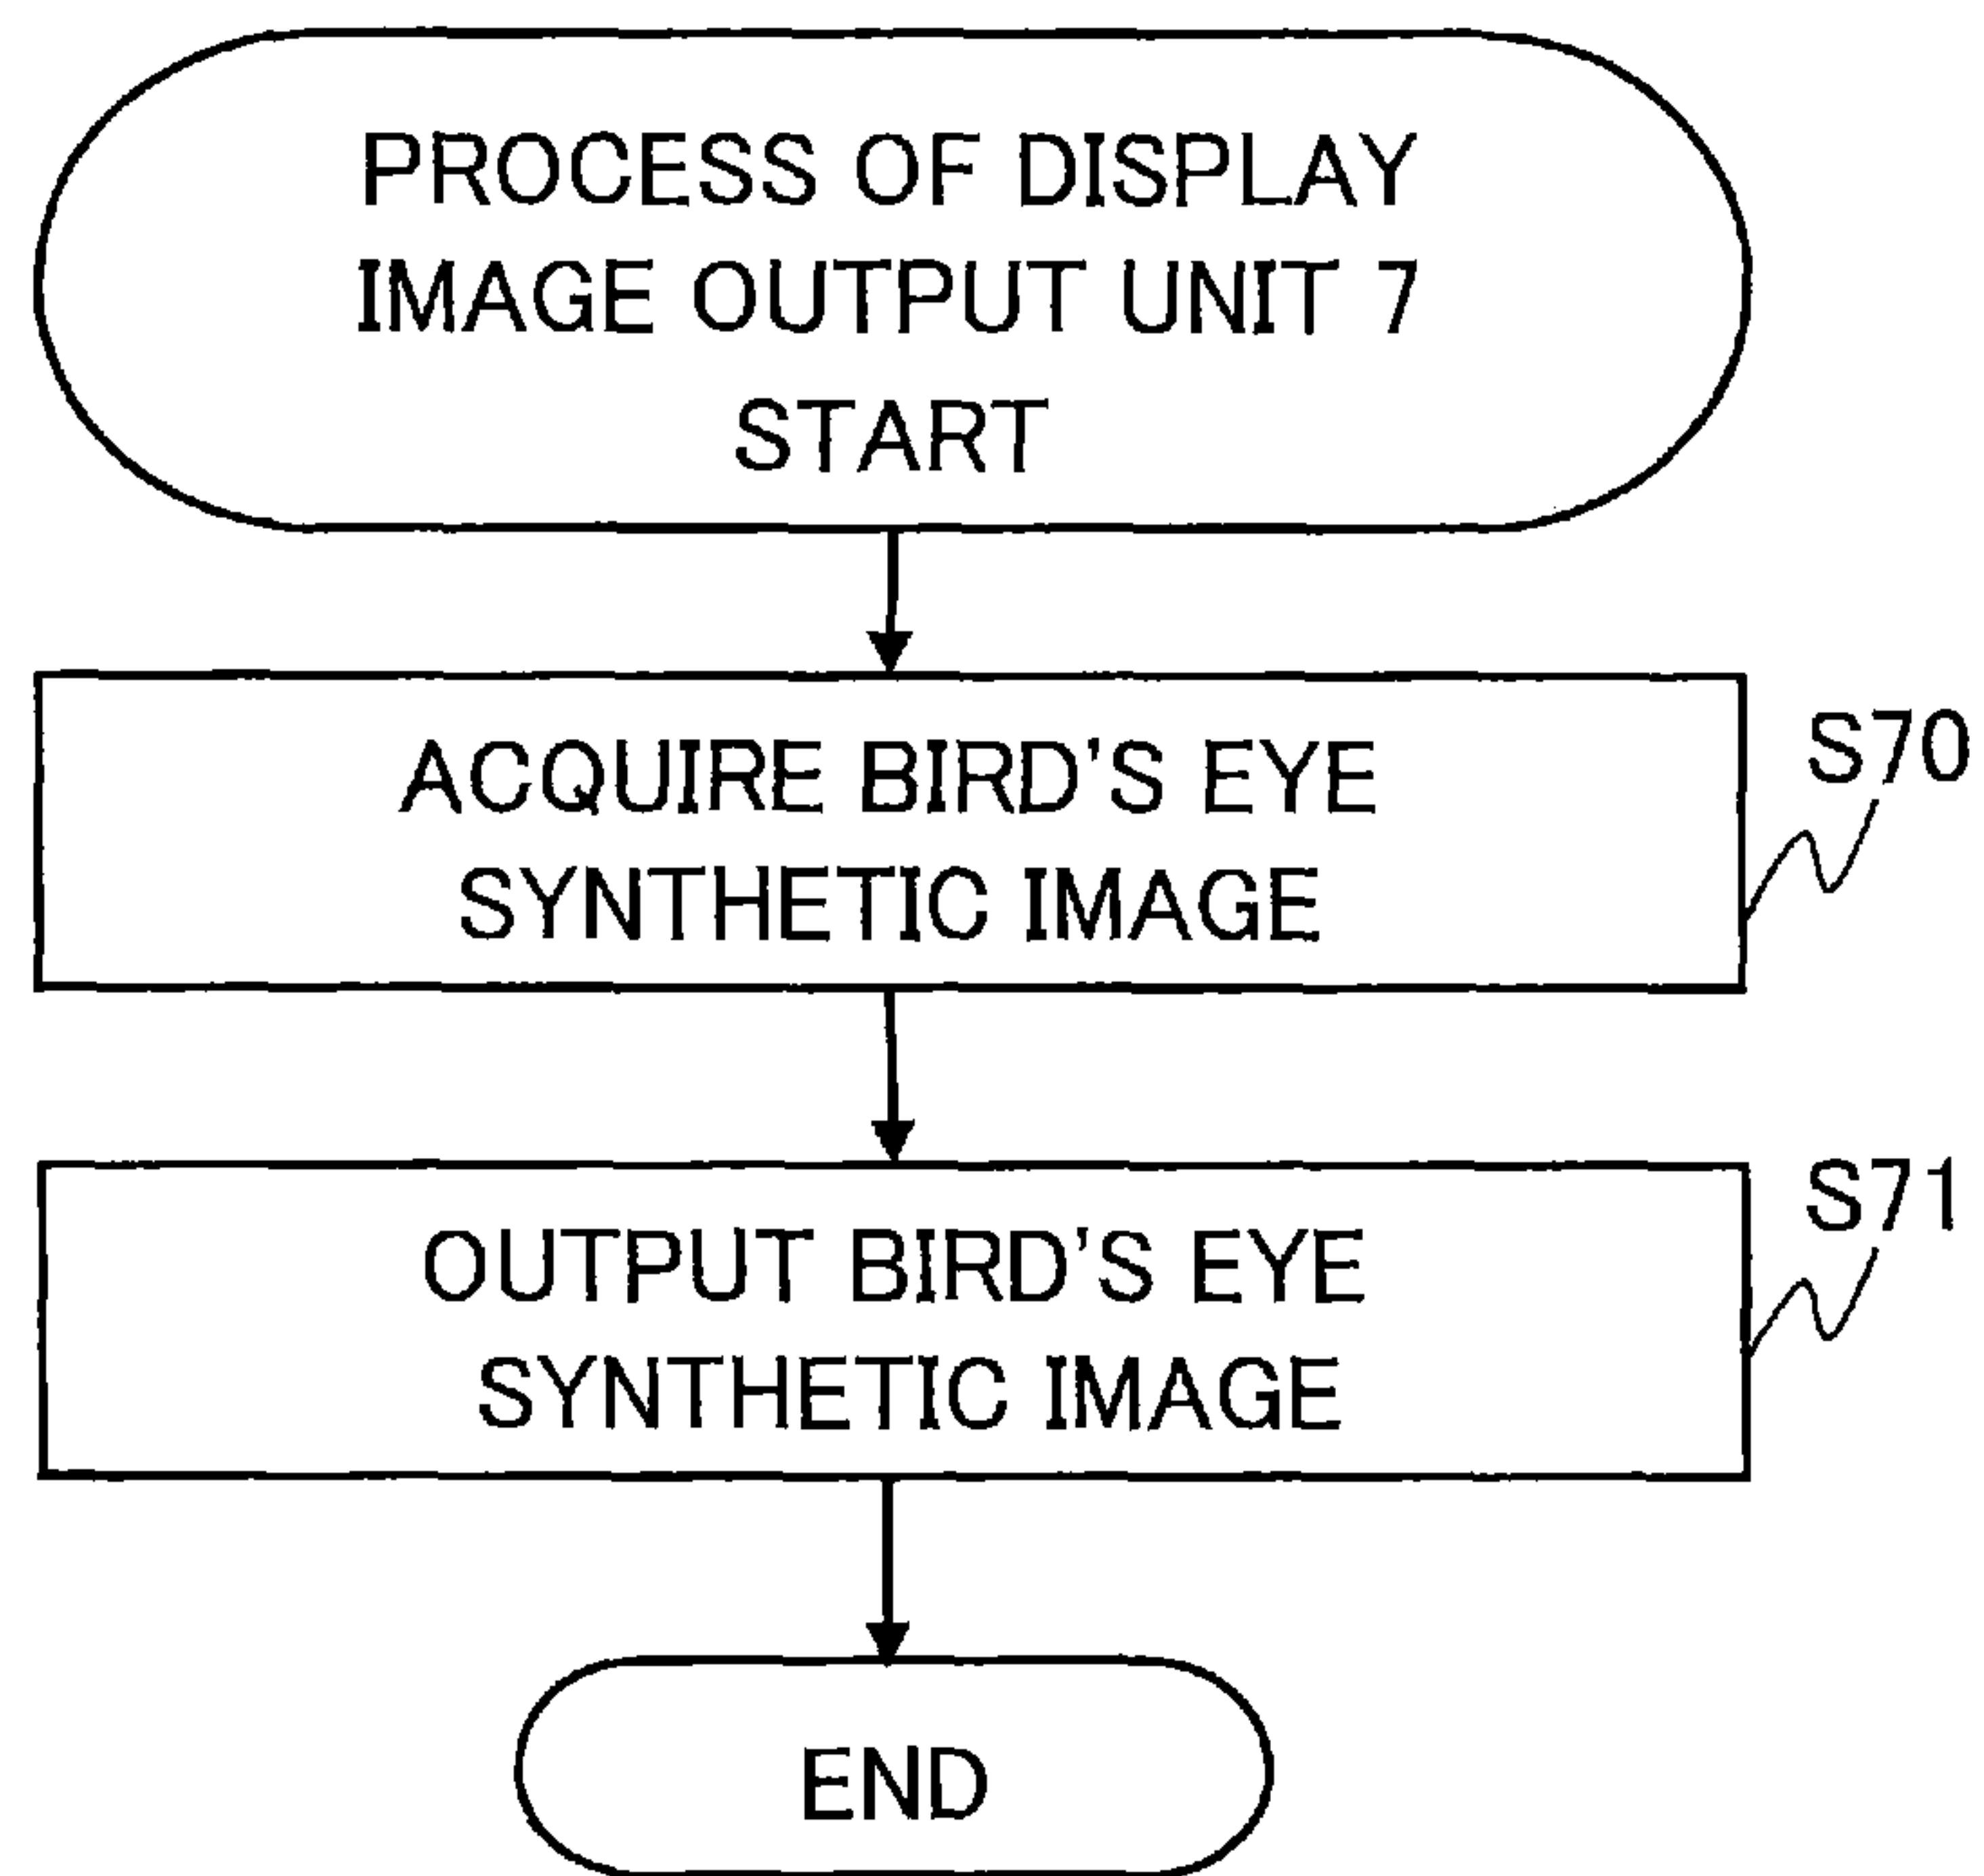 PROCESS OF DISPLAY
IMAGE OUTPUT UNIT 7
START
ACQUIRE BIRD'S EYE
SYNTHETIC IMAGE
S70
OUTPUT BIRD'S EYE
SYNTHETIC IMAGE
S71
END